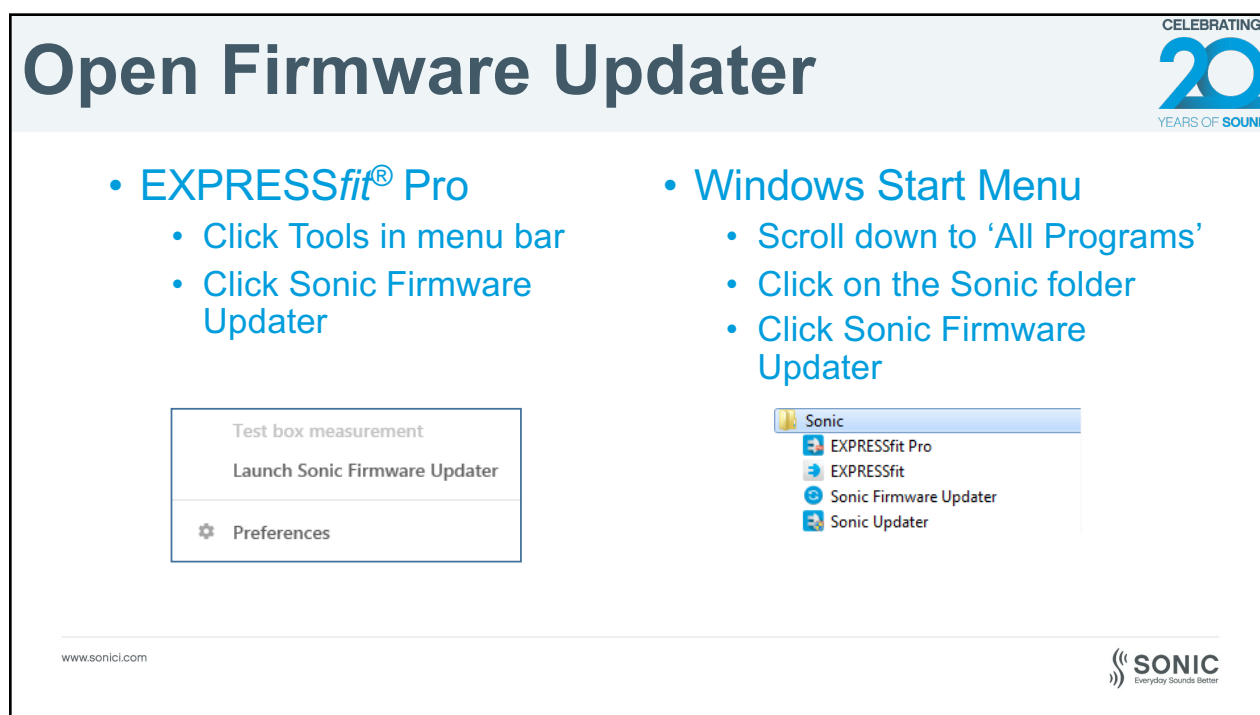 Open Firmware Updater
CELEBRATING
20
YEARS OF SOUN
• EXPRESSfit® Pro
• Click Tools in menu bar
• Click Sonic Firmware
Updater
Test box measurement
Launch Sonic Firmware Updater
Preferences
• Windows Start Menu
• Scroll down to ‘All Programs’
• Click on the Sonic folder
• Click Sonic Firmware
Updater
Sonic
EXPRESSfit Pro
EXPRESSfit
Sonic Firmware Updater
Sonic Updater
www.sonici.com
SONIC
Everyday Sounds Better